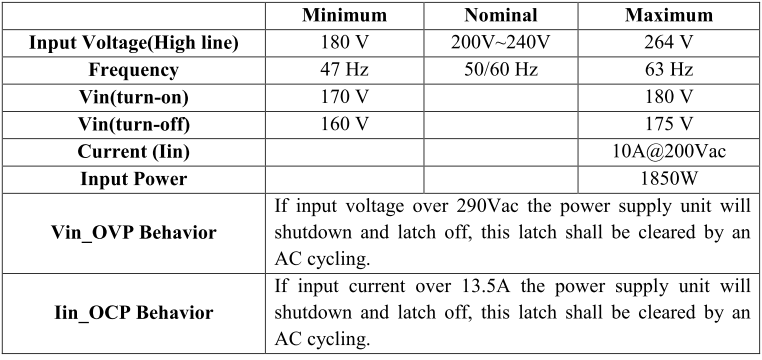 Minimum Nominal Maximum
Input Voltage(High line) 180 V 200V~240V 264 V
Frequency 47 Hz 50/60 Hz 63 Hz
Vin(turn-on) 170 V 180 V
Vin(turn-off) 160 V 175 V
Current (Iin) 10A@200Vac
Input Power 1850W
Vin_OVP Behavior
If input voltage over 290Vac the power supply unit will
shutdown and latch off, this latch shall be cleared by an
AC cycling.
Iin_OCP Behavior
If input current over 13.5A the power supply unit will
shutdown and latch off, this latch shall be cleared by an
AC cycling.